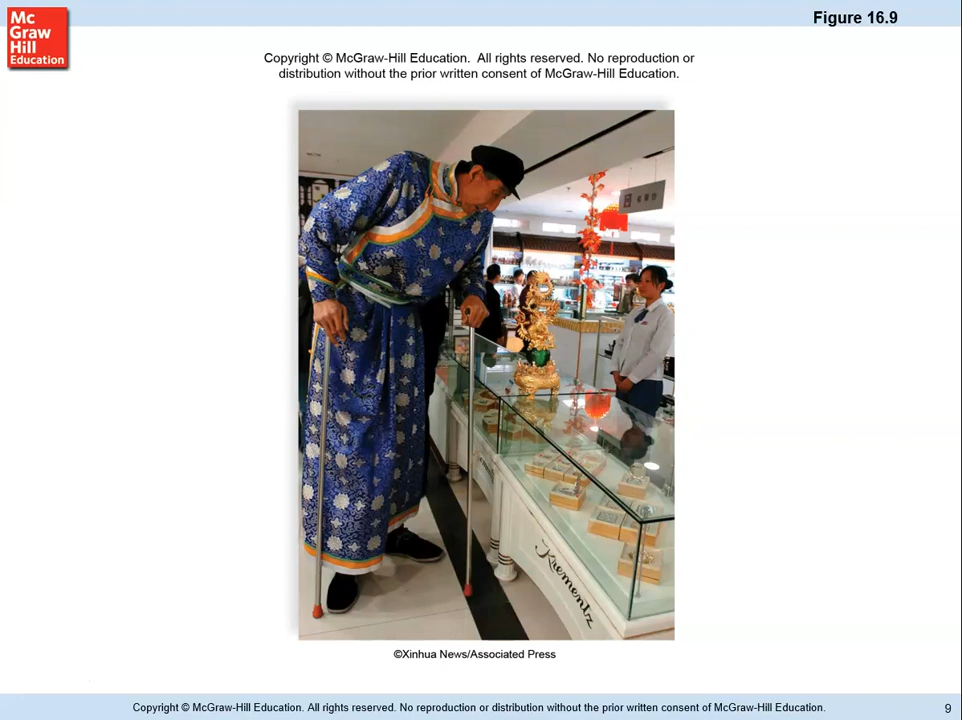 Mc
Graw
Hill
Education
Figure 16.9
Copyright © McGraw-Hill Education. All rights reserved. No reproduction or
distribution without the prior written consent of McGraw-Hill Education.
Krementz
©Xinhua News/Associated Press
Copyright © McGraw-Hill Education. All rights reserved. No reproduction or distribution without the prior written consent of McGraw-Hill Education.
9